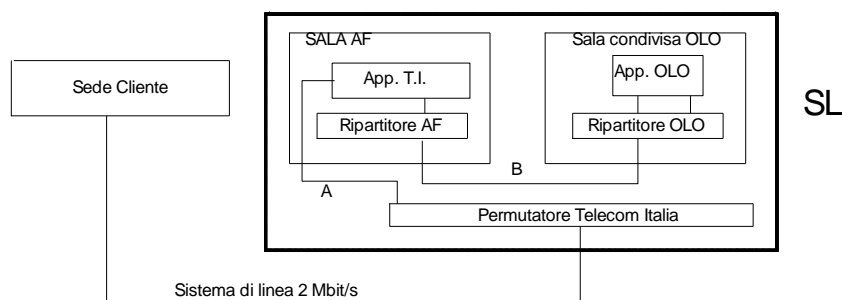 SALA AF
Sala condivisa OLO
Sede Cliente
App. T.I.
App. OLO
SL
Ripartitore AF
Ripartitore OLO
B
A
Permutatore Telecom Italia
Sistema di linea 2 Mbit/s